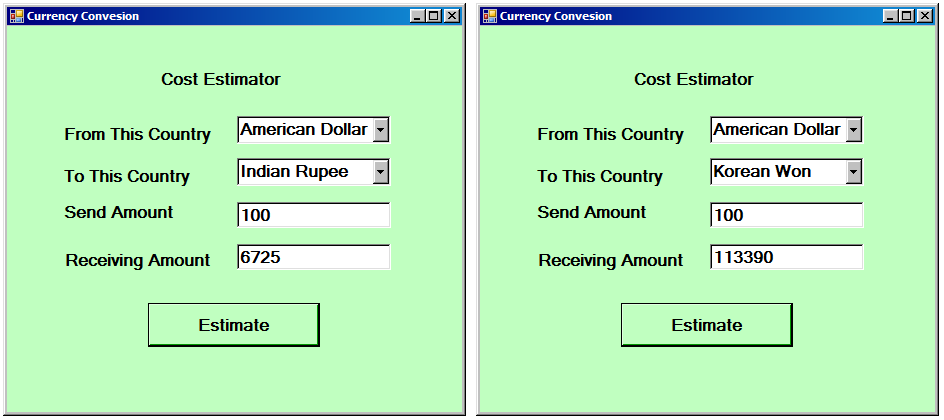 Currency Convesion
Cost Estimator
From This Country American Dollar
To This Country Indian Rupee
Send Amount 100
Receiving Amount 6725
Estimate
Currency Convesion
Cost Estimator
From This Country American Dollar
To This Country Korean Won
Send Amount 100
Receiving Amount 113390
Estimate